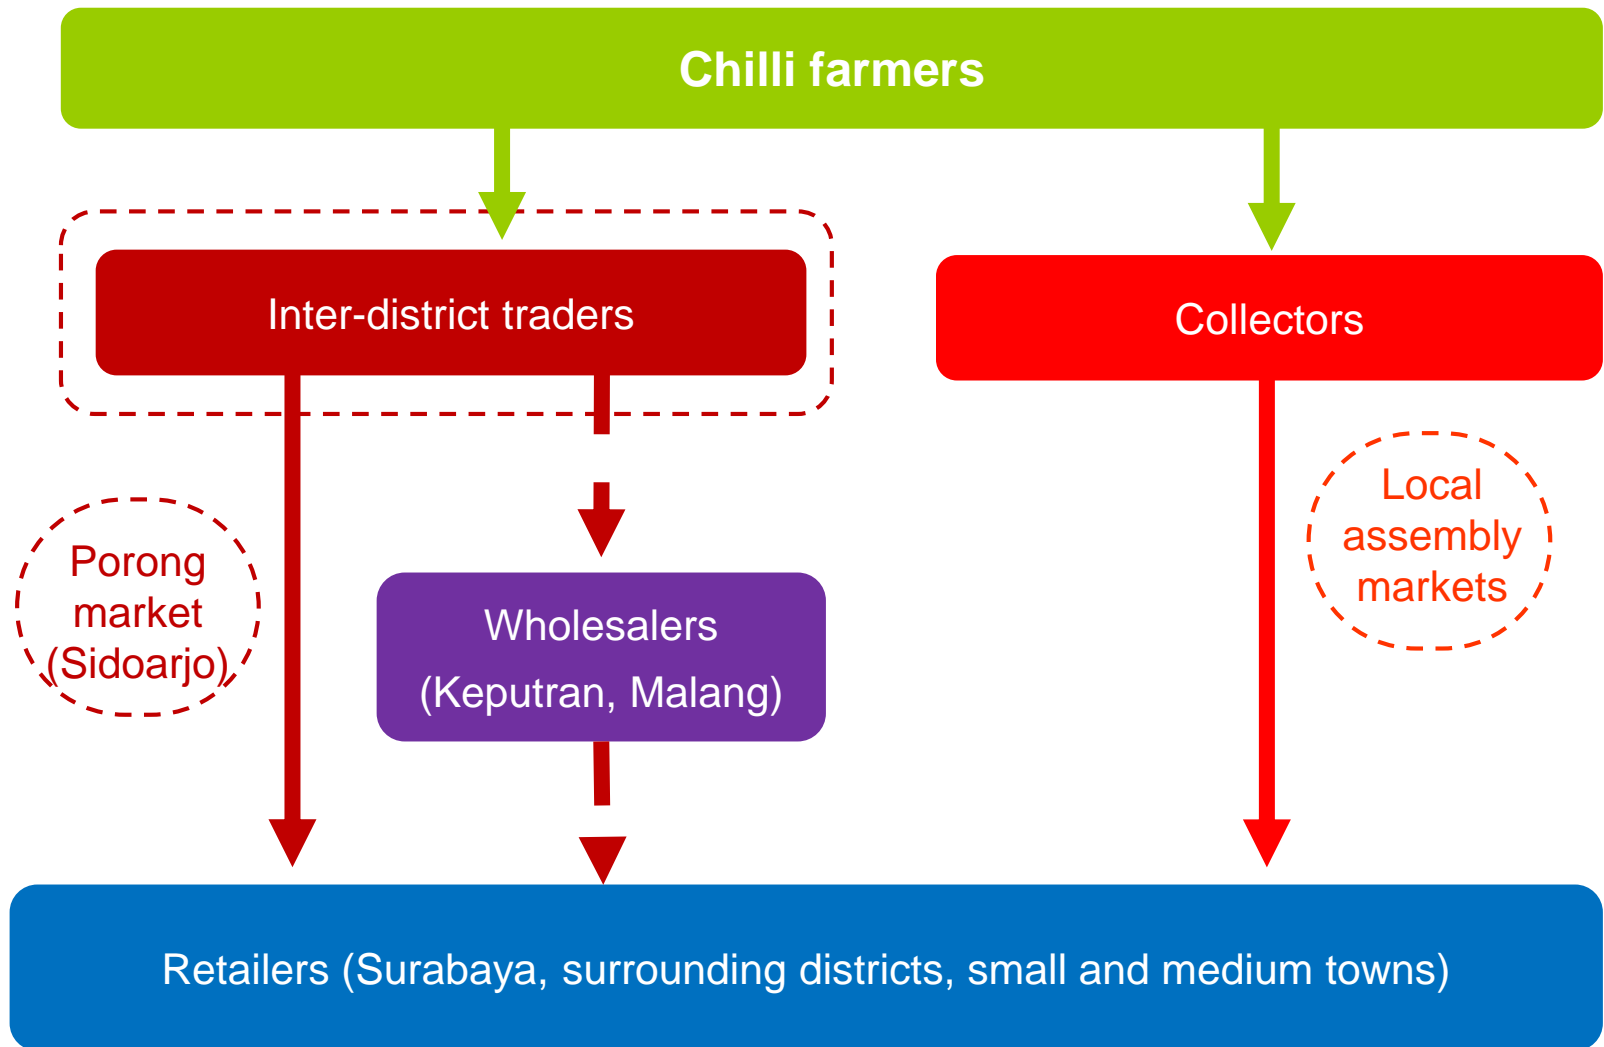 Chilli farmers
Inter-district traders
Collectors
Local
assembly
markets
Porong
market
(Sidoarjo)
Wholesalers
(Keputran, Malang)
Retailers (Surabaya, surrounding districts, small and medium towns)